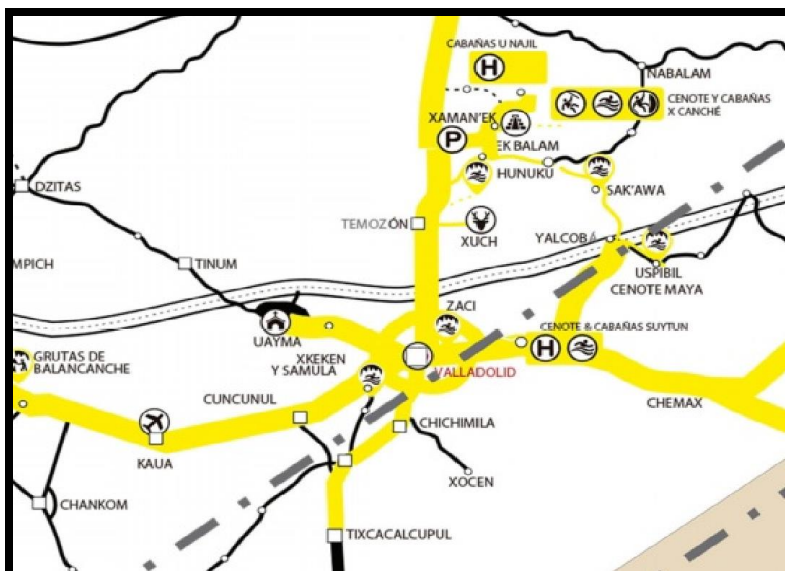 CABAÑAS U NAJIL
H
NABALAM
CENOTE Y CABAÑAS
X CANCHÉ
XAMAN'EK
P
EK BALAM
HUNUKU
DZITAS
SAK'AWA
TEMOZÓN
XUCH
YALCOBÁ
MPICH
TINUM
USPIBIL
CENOTE MAYA
ZACI
UAYMA
CENOTE & CABAÑAS SUYTUN
H
GRUTAS DE
BALANCANCHE
XKEKEN
Y SAMULA
VALLADOLID
CUNCUNUL
CHEMAX
CHICHIMILA
KAUA
XOCEN
CHANKOM
TIXCACALCUPUL